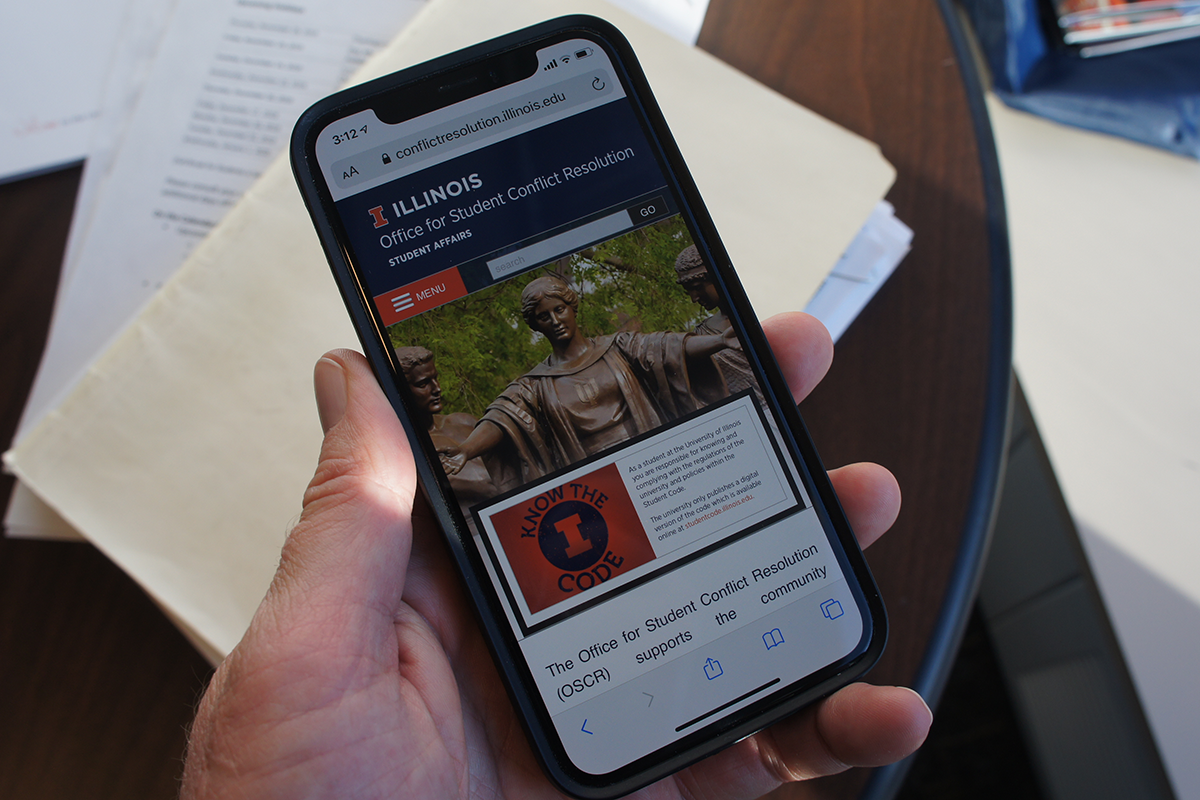 3:12
AA conflictresolution.illinois.edu
I ILLINOIS
Office for Student Conflict Resolution
STUDENT AFFAIRS
search GO
MENU
KNOW THE
I
CODE
As a student at the University of Illinois
you are responsible for knowing and
complying with the regulations of the
university and policies within the
Student Code.
The university only publishes a digital
version of the code which is available
online at studentcode.illinois.edu.
The Office for Student Conflict Resolution
(OSCR) supports the community